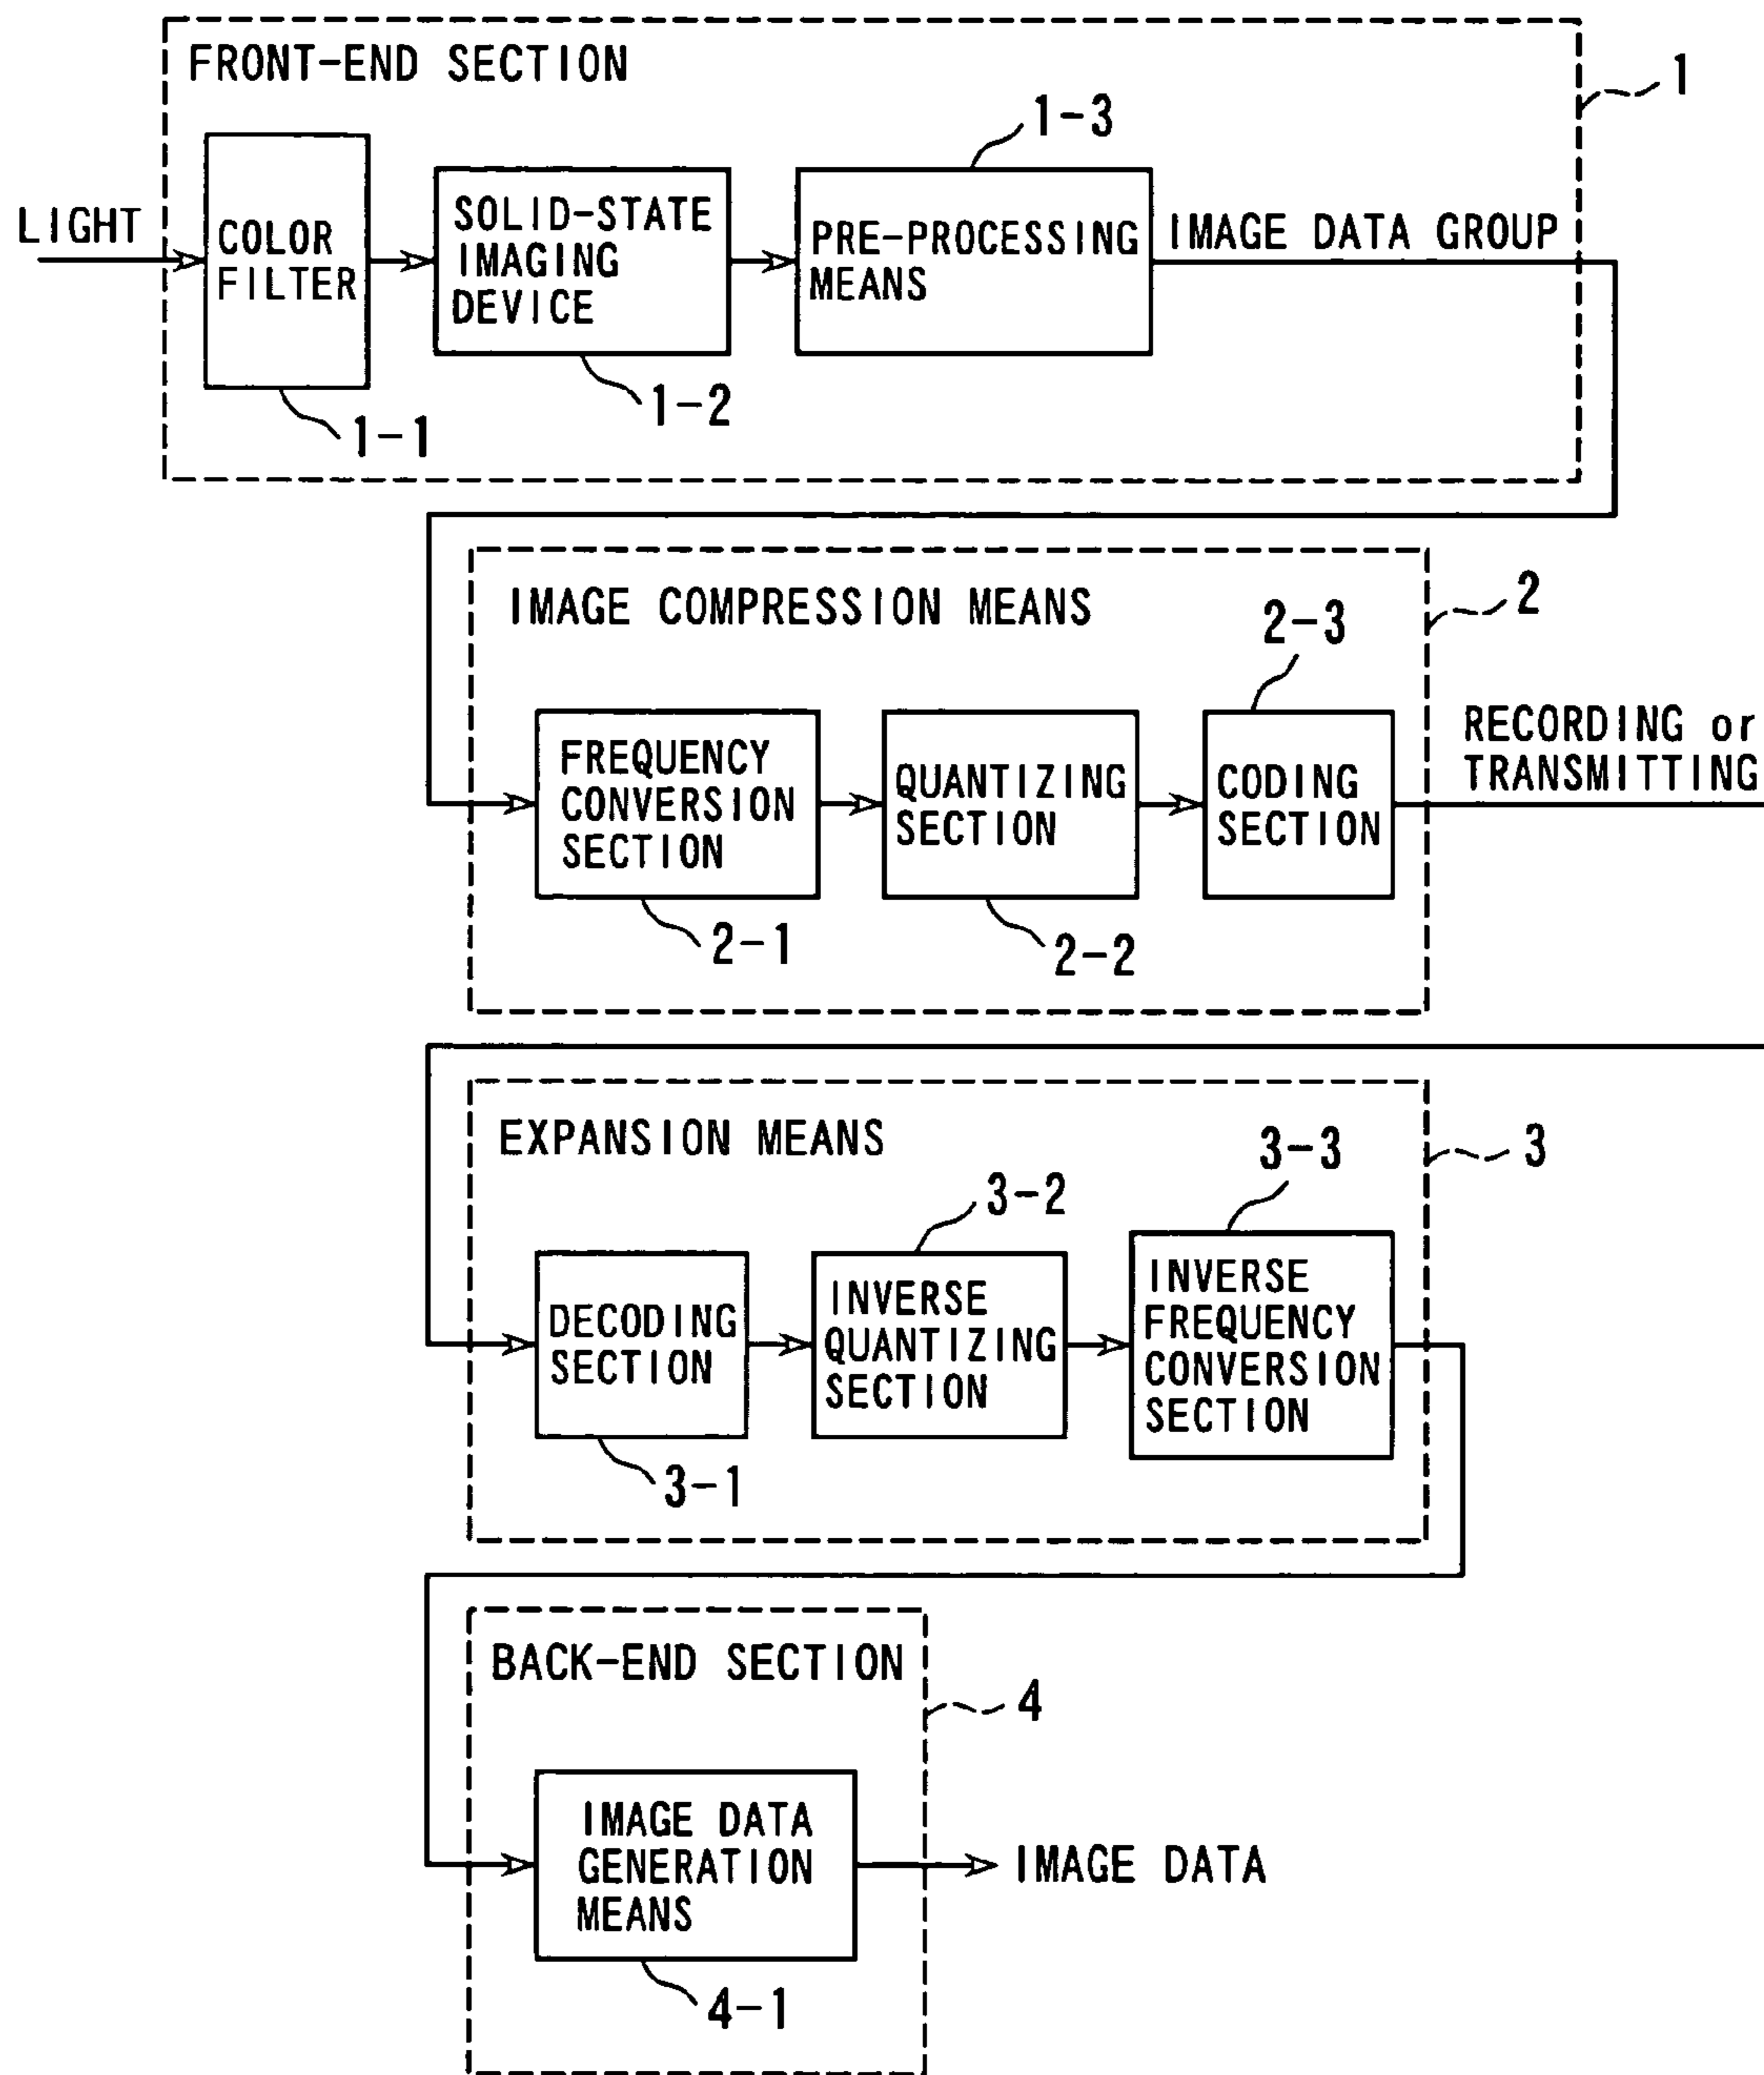 FRONT-END SECTION
1
1-3
LIGHT
COLOR
FILTER
SOLID-STATE
IMAGING
DEVICE
PRE-PROCESSING
MEANS
IMAGE DATA GROUP
1-1
1-2
IMAGE COMPRESSION MEANS
2
2-3
FREQUENCY
CONVERSION
SECTION
QUANTIZING
SECTION
CODING
SECTION
RECORDING or
TRANSMITTING
2-1
2-2
EXPANSION MEANS
3
3-2
3-3
DECODING
SECTION
INVERSE
QUANTIZING
SECTION
INVERSE
FREQUENCY
CONVERSION
SECTION
3-1
BACK-END SECTION
4
IMAGE DATA
GENERATION
MEANS
IMAGE DATA
4-1